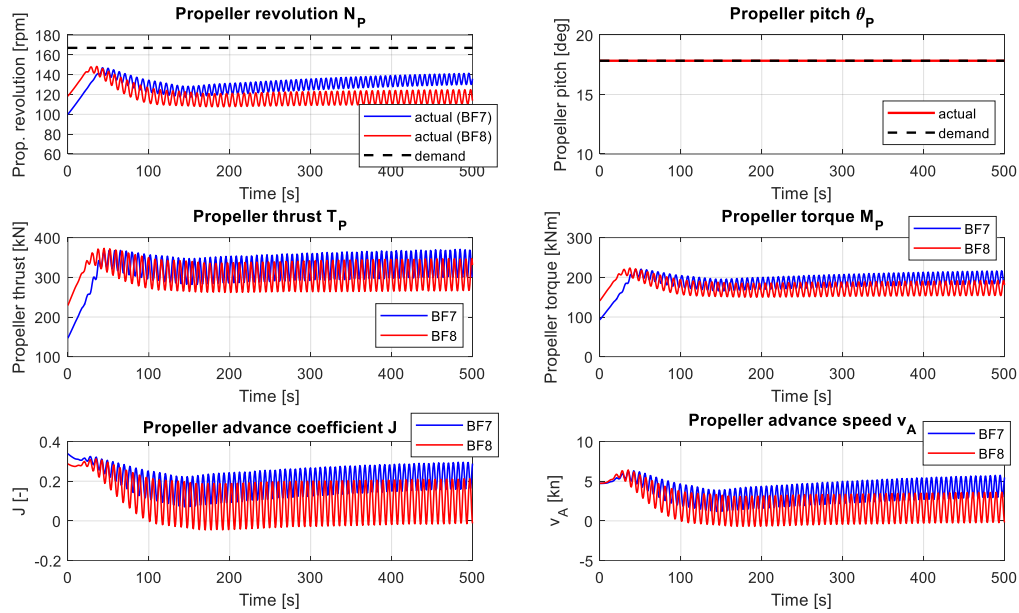 Propeller revolution N_P
Prop. revolution [rpm]
180
160
140
120
100
80
60
0 100 200 300 400 500
Time [s]
actual (BF7)
actual (BF8)
demand
Propeller pitch θ_P
Propeller pitch [deg]
20
15
10
0 100 200 300 400 500
Time [s]
actual
demand
Propeller thrust T_P
Propeller thrust [kN]
400
300
200
100
0 100 200 300 400 500
Time [s]
BF7
BF8
Propeller torque M_P
Propeller torque [kNm]
300
200
100
0
0 100 200 300 400 500
Time [s]
BF7
BF8
Propeller advance coefficient J
J [-]
0.4
0.2
0
-0.2
0 100 200 300 400 500
Time [s]
BF7
BF8
Propeller advance speed v_A
v_A [kn]
10
5
0
-5
0 100 200 300 400 500
Time [s]
BF7
BF8